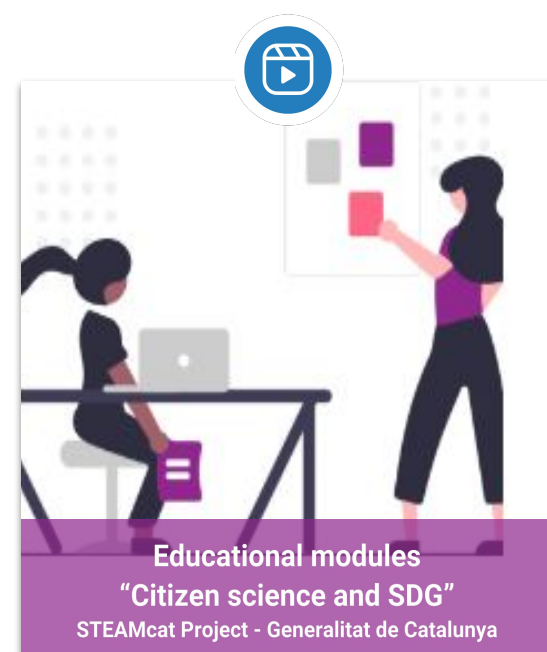 Educational modules
“Citizen science and SDG”
STEAMcat Project - Generalitat de Catalunya